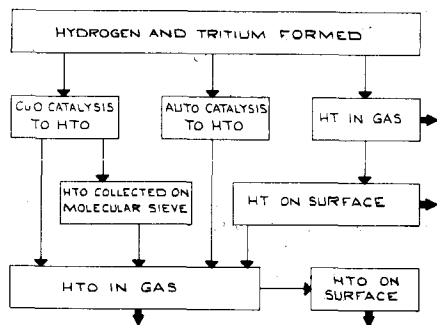 HYDROGEN AND TRITIUM FORMED
CuO CATALYSIS
TO HTO
AUTO CATALYSIS
TO HTO
HT IN GAS
HTO COLLECTED ON
MOLECULAR SIEVE
HT ON SURFACE
HTO IN GAS
HTO ON
SURFACE